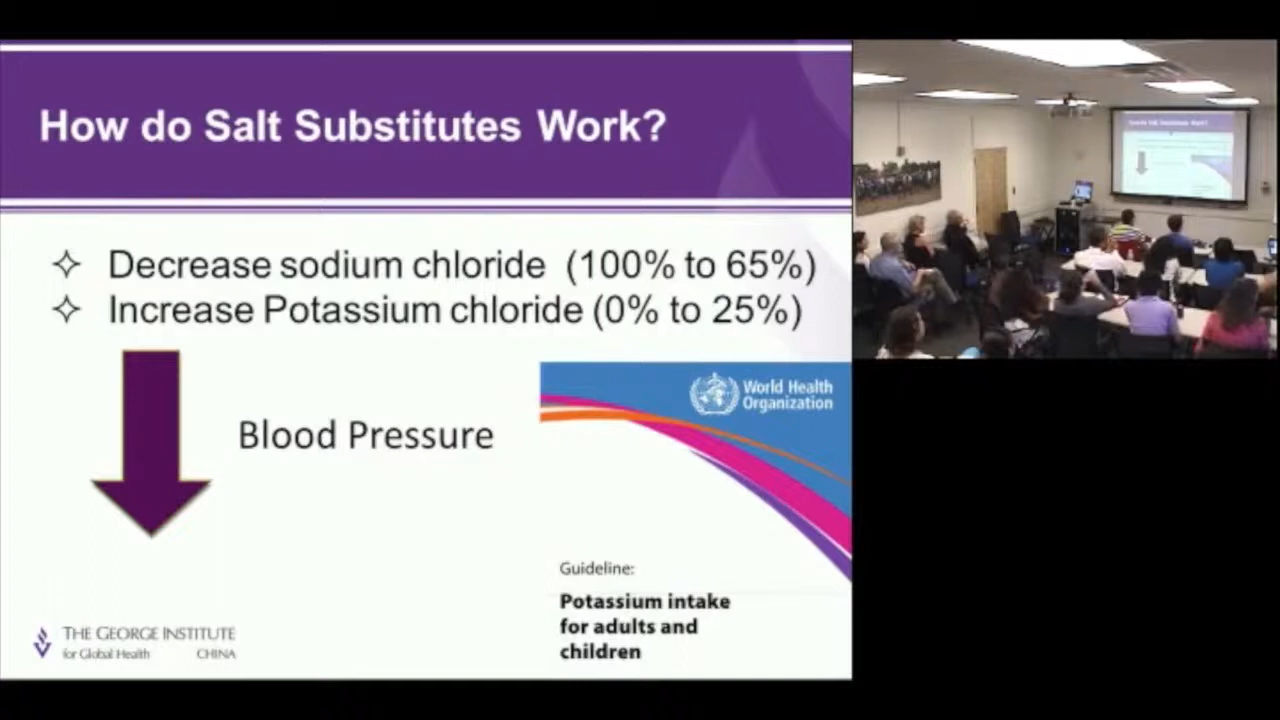 How do Salt Substitutes Work?
Decrease sodium chloride (100% to 65%)
Increase Potassium chloride (0% to 25%)
Blood Pressure
World Health
Organization
Guideline:
Potassium intake
for adults and
children
THE GEORGE INSTITUTE
for Global Health CHINA